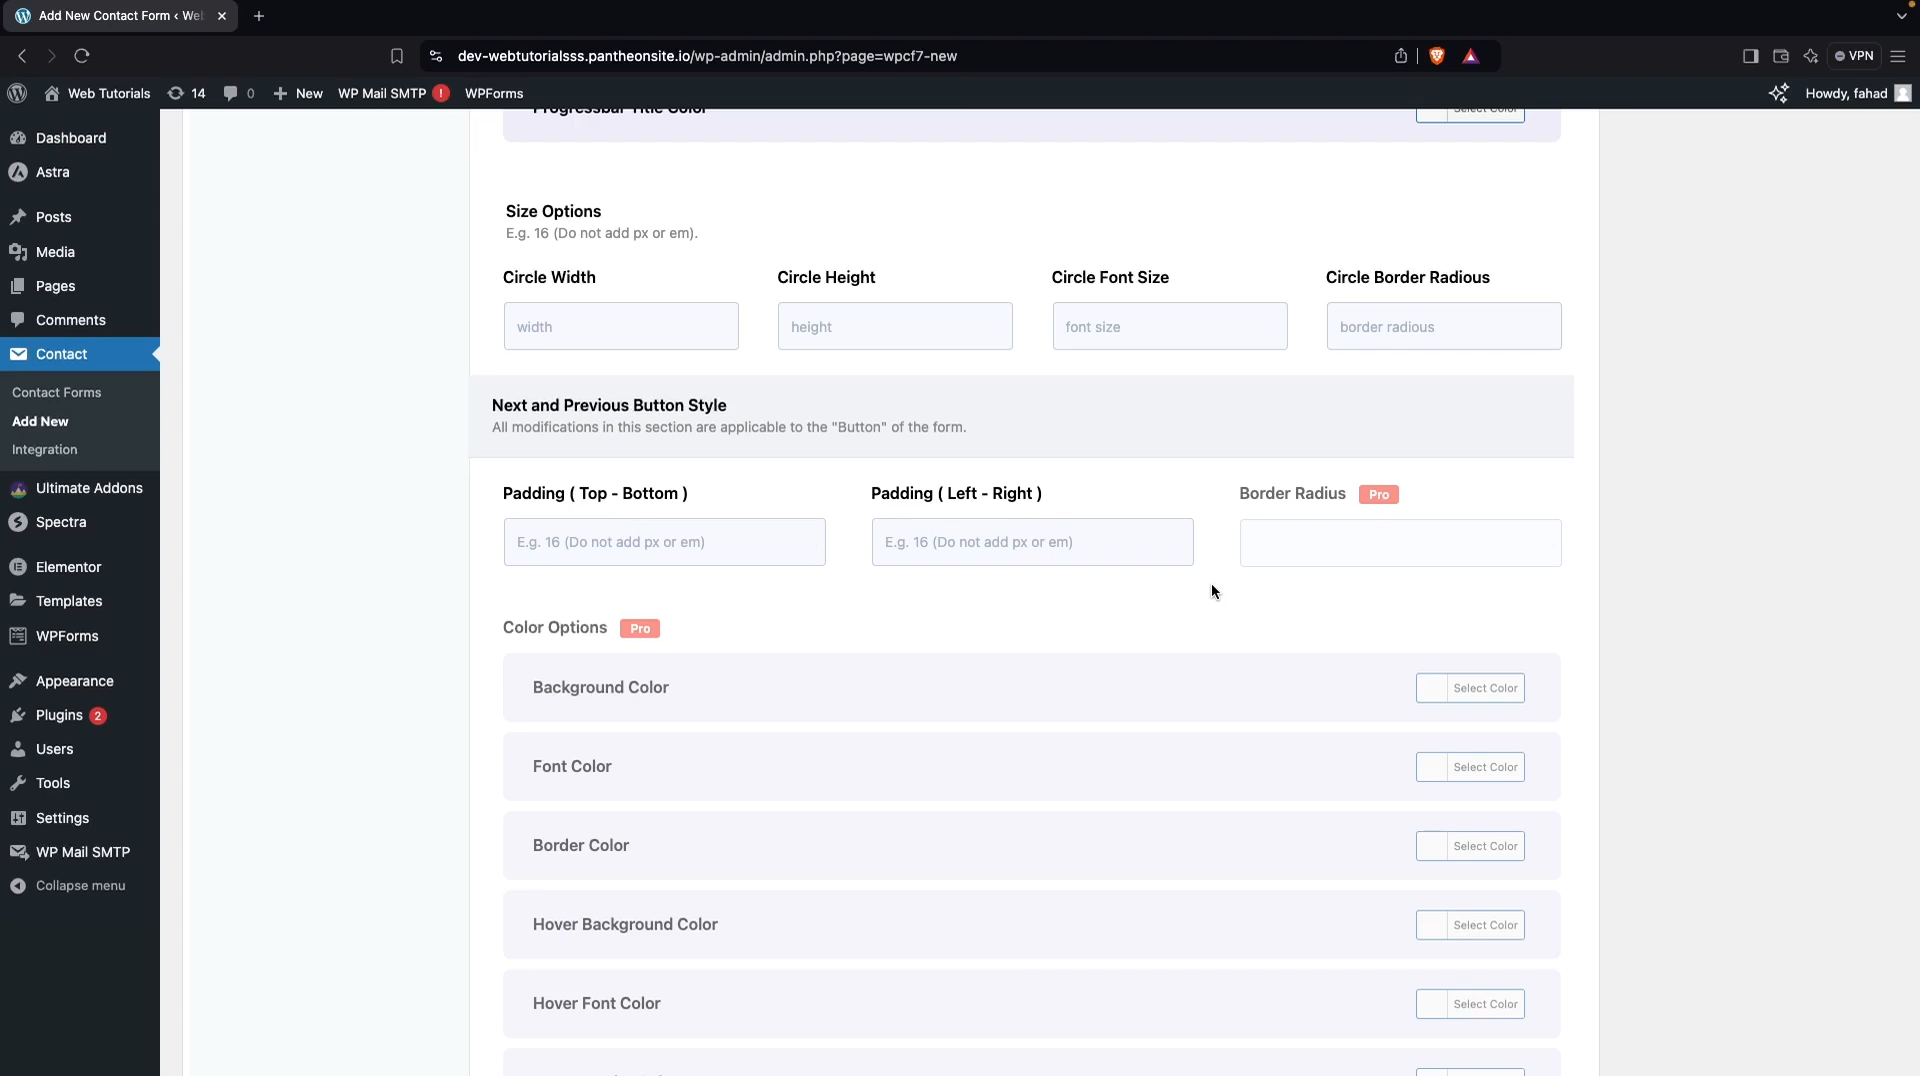 Add New Contact Form ‹ We
dev-webtutorialsss.pantheonsite.io/wp-admin/admin.php?page=wpcf7-new
VPN
Web Tutorials
14
0
New
WP Mail SMTP
!
WPForms
Howdy, fahad
Dashboard
Astra
Posts
Media
Pages
Comments
Contact
Contact Forms
Add New
Integration
Ultimate Addons
Spectra
Elementor
Templates
WPForms
Appearance
Plugins 2
Users
Tools
Settings
WP Mail SMTP
Collapse menu
Progressbar Title Color
Select Color
Size Options
E.g. 16 (Do not add px or em).
Circle Width
Circle Height
Circle Font Size
Circle Border Radious
width
height
font size
border radious
Next and Previous Button Style
All modifications in this section are applicable to the "Button" of the form.
Padding ( Top - Bottom )
Padding ( Left - Right )
Border Radius Pro
E.g. 16 (Do not add px or em)
E.g. 16 (Do not add px or em)
Color Options Pro
Background Color
Select Color
Font Color
Select Color
Border Color
Select Color
Hover Background Color
Select Color
Hover Font Color
Select Color